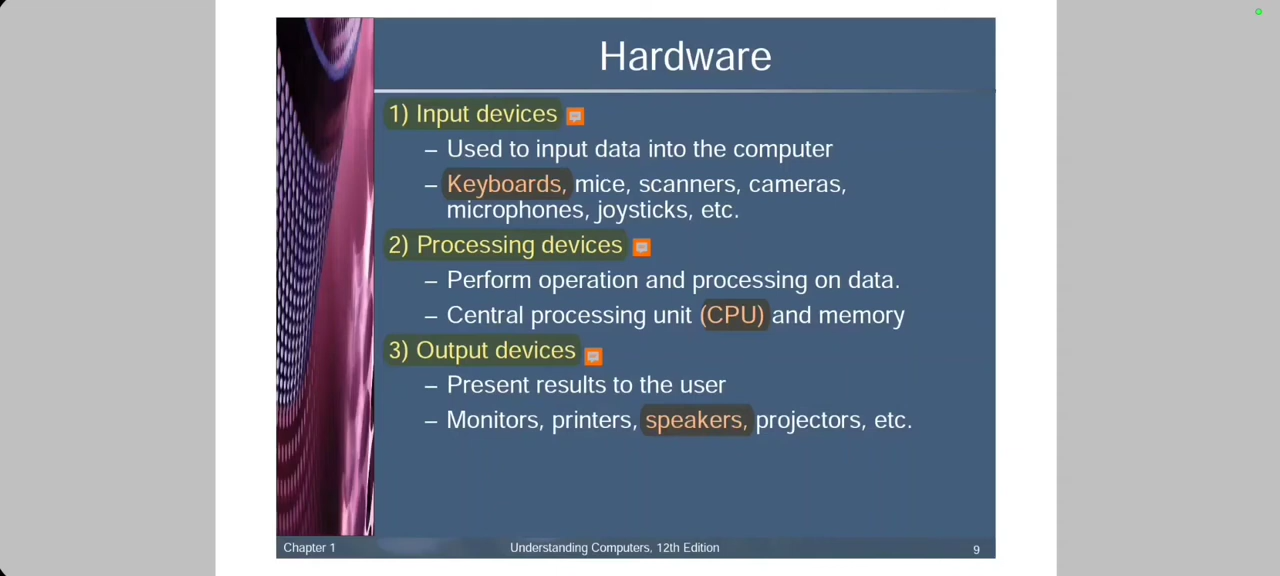 Hardware
1) Input devices
– Used to input data into the computer
– Keyboards, mice, scanners, cameras,
microphones, joysticks, etc.
2) Processing devices
– Perform operation and processing on data.
– Central processing unit (CPU) and memory
3) Output devices
– Present results to the user
– Monitors, printers, speakers, projectors, etc.
Chapter 1 Understanding Computers, 12th Edition 9